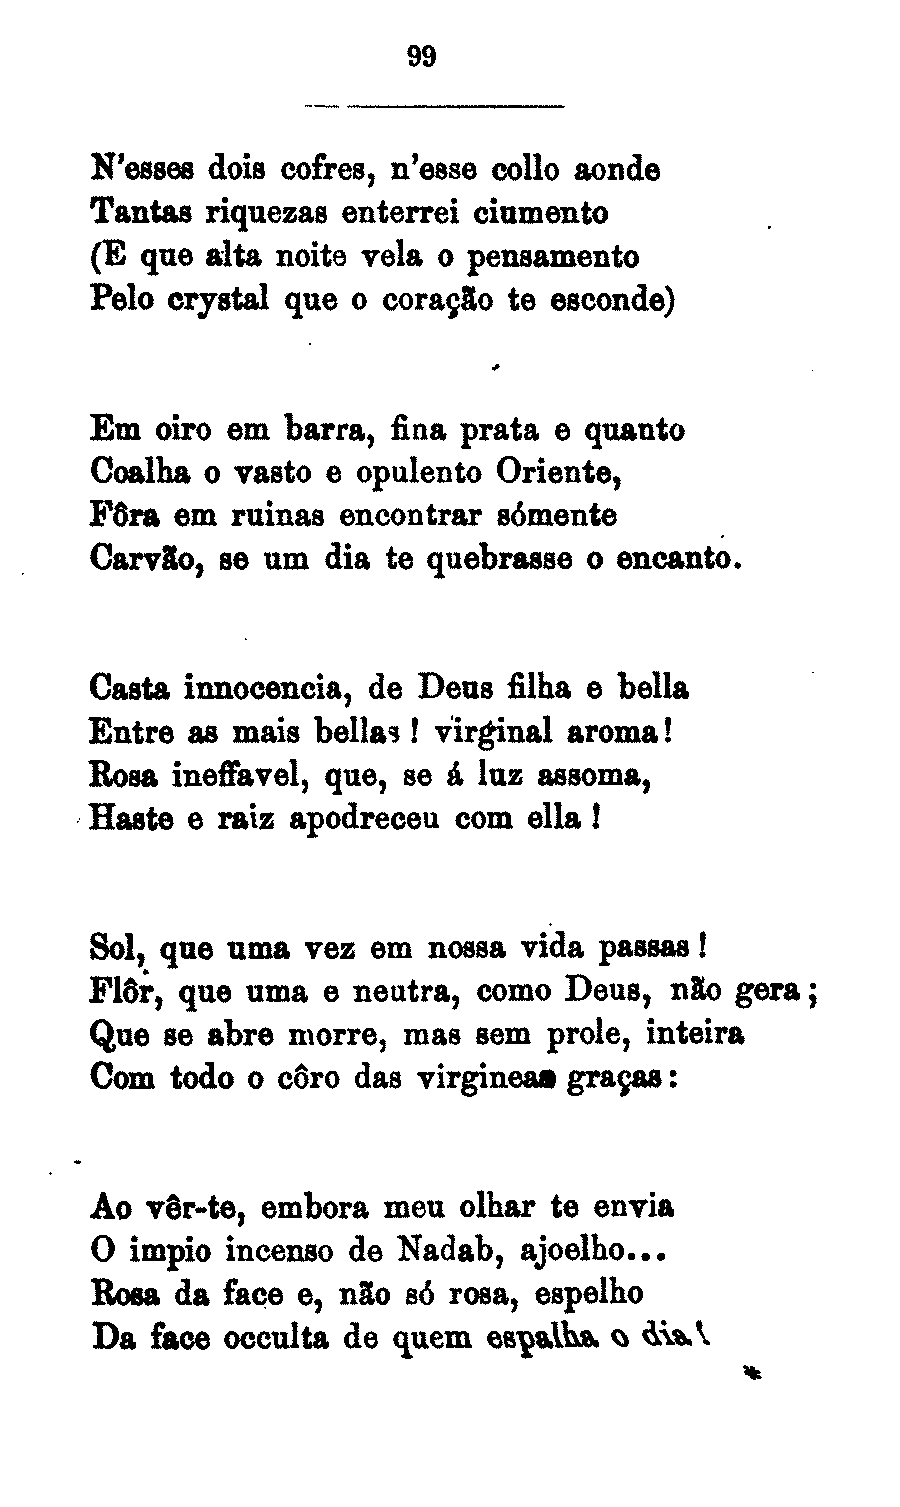 99
N'esses dois cofres, n'esse collo aonde
Tantas riquezas enterrei ciumento
(E que alta noite vela o pensamento
Pelo crystal que o coração te esconde)
Em oiro em barra, fina prata e quanto
Coalha o vasto e opulento Oriente,
Fôra em ruinas encontrar sómente
Carvão, se um dia te quebrasse o encanto.
Casta innocencia, de Deus filha e bella
Entre as mais bellas! virginal aroma!
Rosa ineffavel, que, se á luz assoma,
Haste e raiz apodreceu com ella!
Sol, que uma vez em nossa vida passas!
Flôr, que uma e neutra, como Deus, não gera;
Que se abre morre, mas sem prole, inteira
Com todo o côro das virgineas graças:
Ao vêr-te, embora meu olhar te envia
O impio incenso de Nadab, ajoelho...
Rosa da face e, não só rosa, espelho
Da face occulta de quem espalha o dia!
*